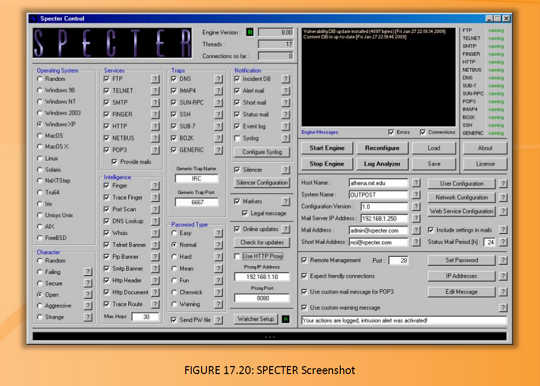 Specter Control
SPECTER
Engine Version : R 8.00
Threads : 17
Connections so far : 0
Vulnerability DB update installed (4697 bytes) [Fri Jan 27 22:19:34 2009]
Content DB is up-to-date [Fri Jan 27 22:19:46 2009]
FTP running
TELNET running
SMTP running
FINGER running
HTTP running
NETBUS running
DNS running
SUB-7 running
SUN-RPC running
POP3 running
IMAP4 running
BO2K running
SSH running
GENERIC running
Engine Messages
Errors
Connections
Operating System
Random
Windows 98
Windows NT
Windows 2000
Windows XP
MacOS
MacOS X
Linux
Solaris
NeXTStep
Tru64
Irix
Unisys Unix
AIX
FreeBSD
Character
Random
Failing ?
Secure ?
Open ?
Aggressive ?
Strange ?
Services
FTP ?
TELNET ?
SMTP ?
FINGER ?
HTTP ?
NETBUS ?
POP3 ?
Provide mails
Intelligence
Finger ?
Trace Finger ?
Port Scan ?
DNS Lookup ?
Whois ?
Telnet Banner ?
Ftp Banner ?
Smtp Banner ?
Http Header ?
Http Document ?
Trace Route ?
Max Hops 30
Traps
DNS ?
IMAP4 ?
SUN-RPC ?
SSH ?
SUB-7 ?
BO2K ?
GENERIC ?
Generic Trap Name
IRC
Generic Trap Port
6667
Password Type
Easy ?
Normal ?
Hard ?
Mean ?
Fun ?
Cheswick ?
Warning ?
Send PW file ?
Notification
Incident DB ?
Alert mail ?
Short mail ?
Status mail ?
Event log ?
Syslog ?
Configure Syslog
Silencer ?
Silencer Configuration
Markers ?
Legal message
Online updates ?
Check for updates
Use HTTP Proxy
Proxy IP Address
192.168.1.10
Proxy Port
8080
Watcher Setup R
Start Engine
Reconfigure
Load
About
Stop Engine
Log Analyzer
Save
License
Host Name : athena.mit.edu ?
System Name : OUTPOST ?
Configuration Version : 1.0 ?
Mail Server IP Address : 192.168.1.250 ?
Mail Address : admin@specter.com ?
Short Mail Address : ?
User Configuration ?
Network Configuration ?
Web Service Configuration ?
Include settings in mails ?
Status Mail Period [h] 24 ?
Remote Management Port : 28 ?
Set Password ?
Expect friendly connections ?
IP Addresses ?
Use custom mail message for POP3 ?
Edit Message ?
Use custom warning message ?
Your actions are logged, intrusion alert was activated!
FIGURE 17.20: SPECTER Screenshot